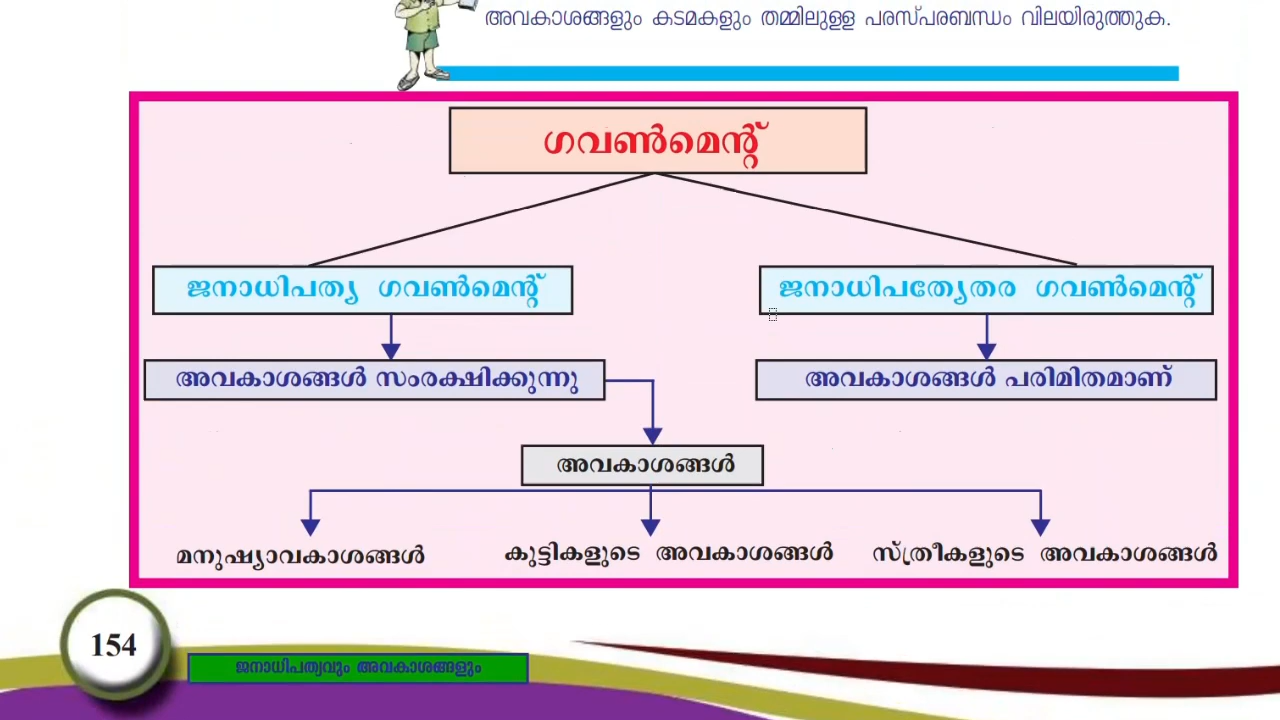 അവകാശങ്ങളും കടമകളും തമ്മിലുള്ള പരസ്പരബന്ധം വിലയിരുത്തുക.
ഗവൺമെന്റ്
ജനാധിപത്യ ഗവൺമെന്റ്
ജനാധിപത്യേതര ഗവൺമെന്റ്
അവകാശങ്ങൾ സംരക്ഷിക്കുന്നു
അവകാശങ്ങൾ പരിമിതമാണ്
അവകാശങ്ങൾ
മനുഷ്യാവകാശങ്ങൾ
കുട്ടികളുടെ അവകാശങ്ങൾ
സ്ത്രീകളുടെ അവകാശങ്ങൾ
154
ജനാധിപത്യവും അവകാശങ്ങളും